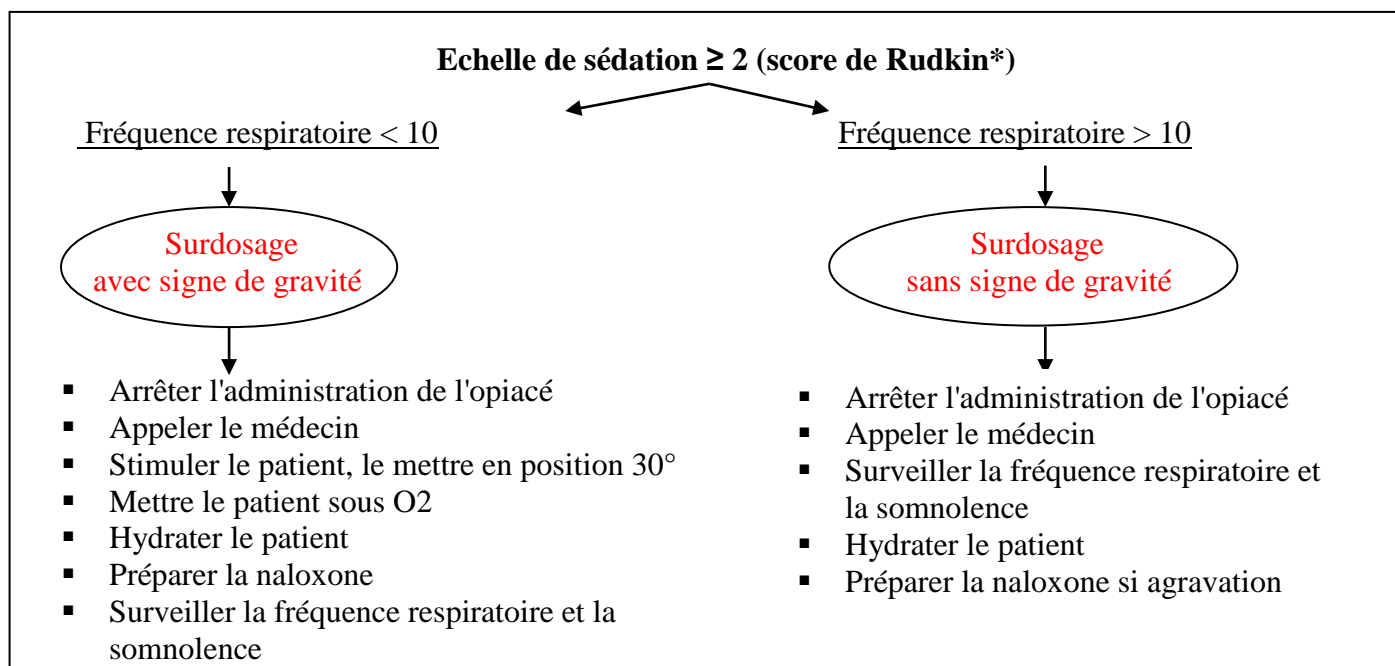 Echelle de sédation ≥ 2 (score de Rudkin*)
Fréquence respiratoire < 10
Surdosage
avec signe de gravité
▪ Arrêter l'administration de l'opiacé
▪ Appeler le médecin
▪ Stimuler le patient, le mettre en position 30°
▪ Mettre le patient sous O2
▪ Hydrater le patient
▪ Préparer la naloxone
▪ Surveiller la fréquence respiratoire et la
somnolence
Fréquence respiratoire > 10
Surdosage
sans signe de gravité
▪ Arrêter l'administration de l'opiacé
▪ Appeler le médecin
▪ Surveiller la fréquence respiratoire et
la somnolence
▪ Hydrater le patient
▪ Préparer la naloxone si agravation